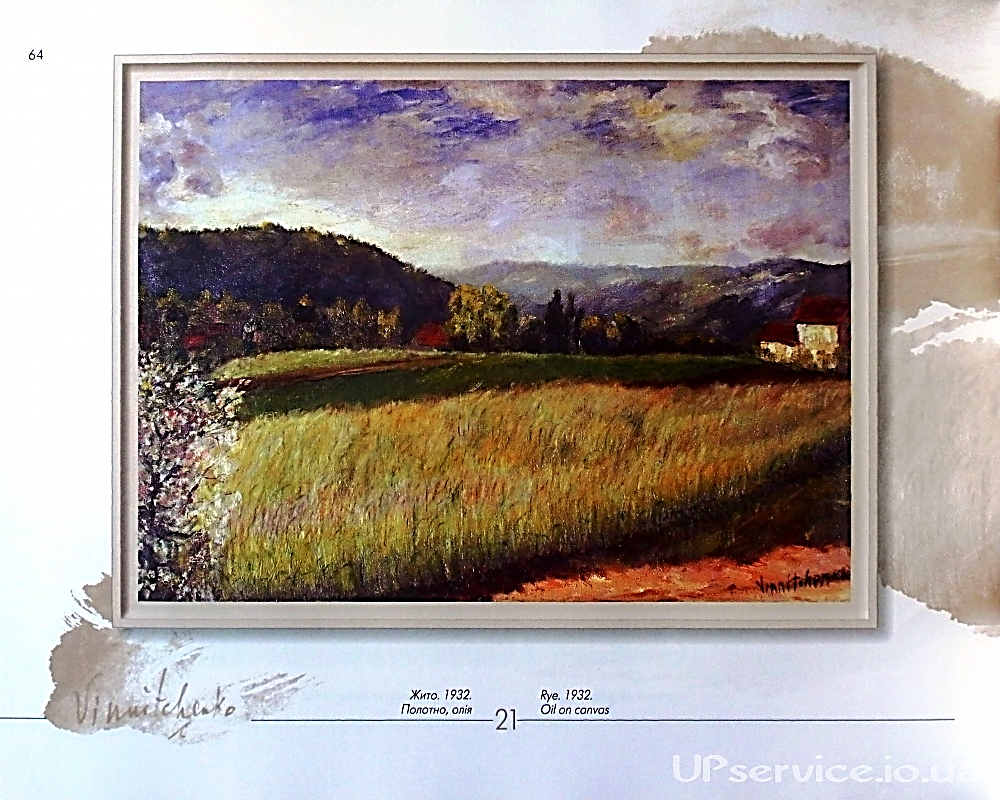 64
Vinnitchenko
Vinnitchenko
Жито. 1932.
Полотно, олія
21
Rye. 1932.
Oil on canvas
UPservice.io.ua